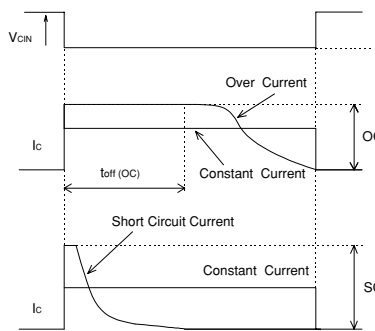 VCIN
Over Current
IC
OC
Constant Current
toff (OC)
Short Circuit Current
Constant Current
SC
IC